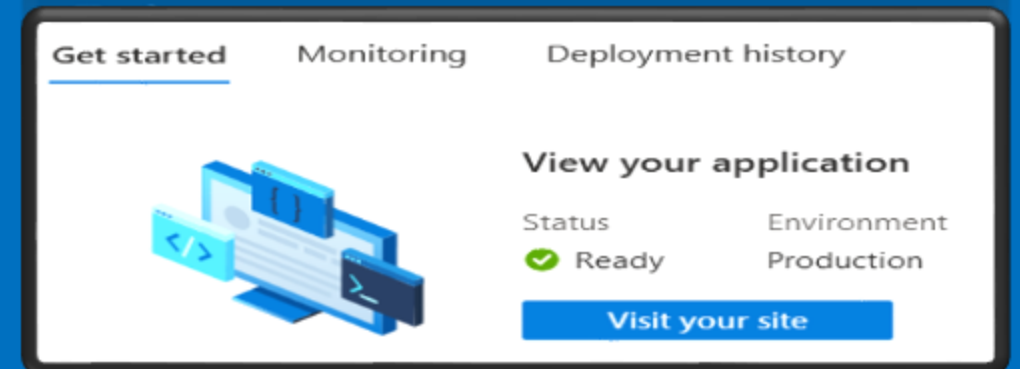 Get started Monitoring Deployment history
View your application
Status Environment
Ready Production
Visit your site
{ }
</>
>_